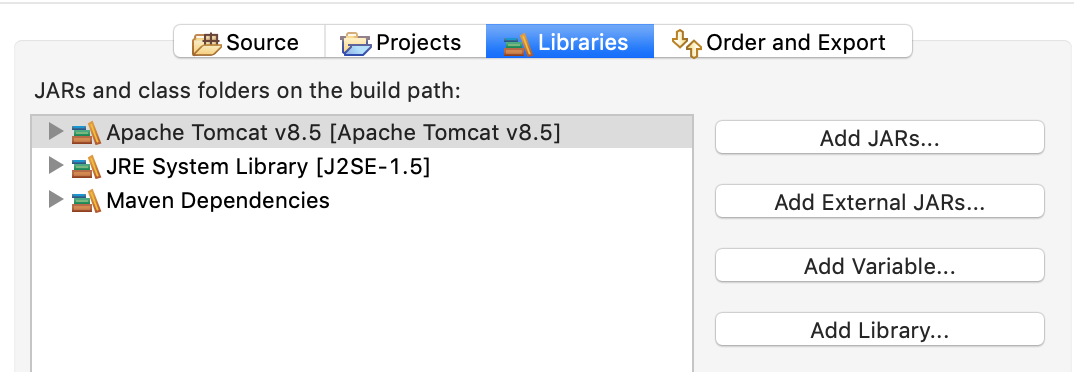 Source Projects Libraries Order and Export
JARs and class folders on the build path:
Apache Tomcat v8.5 [Apache Tomcat v8.5]
JRE System Library [J2SE-1.5]
Maven Dependencies
Add JARs...
Add External JARs...
Add Variable...
Add Library...